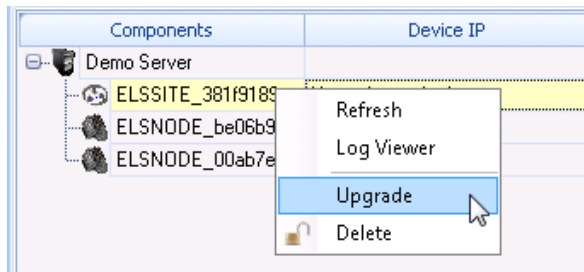 Components Device IP
Demo Server
ELSSITE_381f9189
ELSNODE_be06b9
ELSNODE_00ab7e
Refresh
Log Viewer
Upgrade
Delete